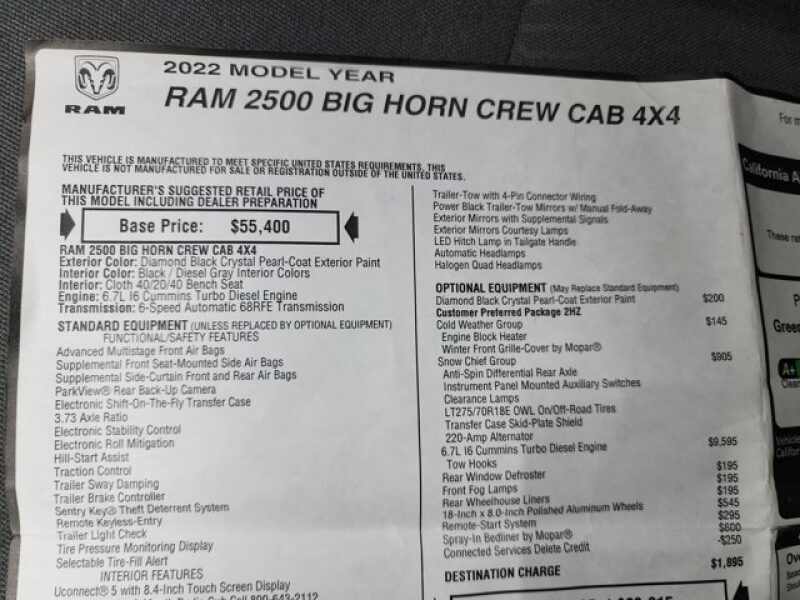 RAM
2022 MODEL YEAR
RAM 2500 BIG HORN CREW CAB 4X4
THIS VEHICLE IS MANUFACTURED TO MEET SPECIFIC UNITED STATES REQUIREMENTS. THIS
VEHICLE IS NOT MANUFACTURED FOR SALE OR REGISTRATION OUTSIDE OF THE UNITED STATES.
MANUFACTURER'S SUGGESTED RETAIL PRICE OF
THIS MODEL INCLUDING DEALER PREPARATION
Base Price: $55,400
RAM 2500 BIG HORN CREW CAB 4X4
Exterior Color: Diamond Black Crystal Pearl-Coat Exterior Paint
Interior Color: Black / Diesel Gray Interior Colors
Interior: Cloth 40/20/40 Bench Seat
Engine: 6.7L I6 Cummins Turbo Diesel Engine
Transmission: 6-Speed Automatic 68RFE Transmission
STANDARD EQUIPMENT (UNLESS REPLACED BY OPTIONAL EQUIPMENT)
FUNCTIONAL/SAFETY FEATURES
Advanced Multistage Front Air Bags
Supplemental Front Seat-Mounted Side Air Bags
Supplemental Side-Curtain Front and Rear Air Bags
ParkView® Rear Back-Up Camera
Electronic Shift-On-The-Fly Transfer Case
3.73 Axle Ratio
Electronic Stability Control
Electronic Roll Mitigation
Hill-Start Assist
Traction Control
Trailer Sway Damping
Trailer Brake Controller
Sentry Key® Theft Deterrent System
Remote Keyless-Entry
Trailer Light Check
Tire Pressure Monitoring Display
Selectable Tire-Fill Alert
INTERIOR FEATURES
Uconnect® 5 with 8.4-Inch Touch Screen Display
Call 800-643-2112
Trailer-Tow with 4-Pin Connector Wiring
Power Black Trailer-Tow Mirrors w/ Manual Fold-Away
Exterior Mirrors with Supplemental Signals
Exterior Mirrors Courtesy Lamps
LED Hitch Lamp in Tailgate Handle
Automatic Headlamps
Halogen Quad Headlamps
OPTIONAL EQUIPMENT (May Replace Standard Equipment)
Diamond Black Crystal Pearl-Coat Exterior Paint $200
Customer Preferred Package 2HZ
Cold Weather Group $145
Engine Block Heater
Winter Front Grille-Cover by Mopar®
Snow Chief Group $905
Anti-Spin Differential Rear Axle
Instrument Panel Mounted Auxiliary Switches
Clearance Lamps
LT275/70R18E OWL On/Off-Road Tires
Transfer Case Skid-Plate Shield
220-Amp Alternator
6.7L I6 Cummins Turbo Diesel Engine $9,595
Tow Hooks
Rear Window Defroster $195
Front Fog Lamps $195
Rear Wheelhouse Liners $195
18-Inch x 8.0-Inch Polished Aluminum Wheels $545
Remote-Start System $295
Spray-In Bedliner by Mopar® $600
Connected Services Delete Credit -$250
DESTINATION CHARGE $1,895
For m
California A
These re
P
Green
A+
Clean
Vehicle
Califor
Ov